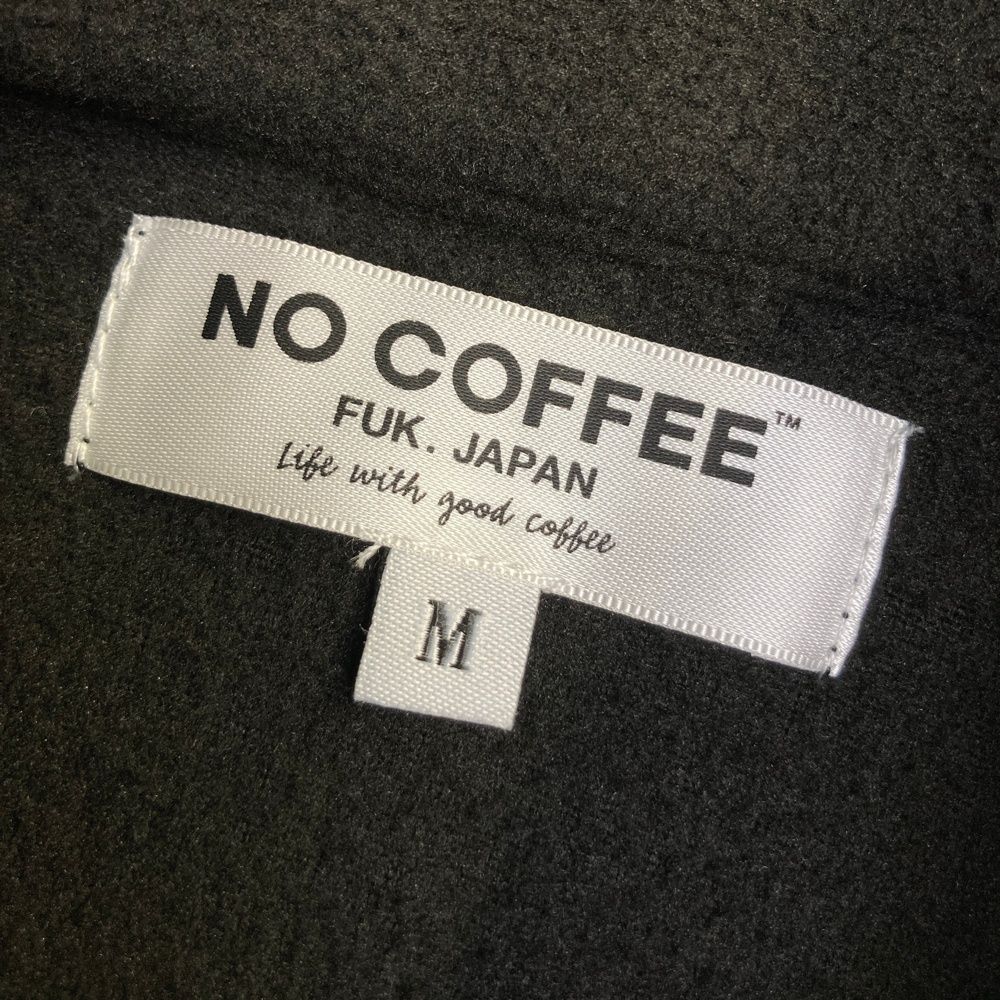 NO COFFEE™
FUK. JAPAN
Life with good coffee
M